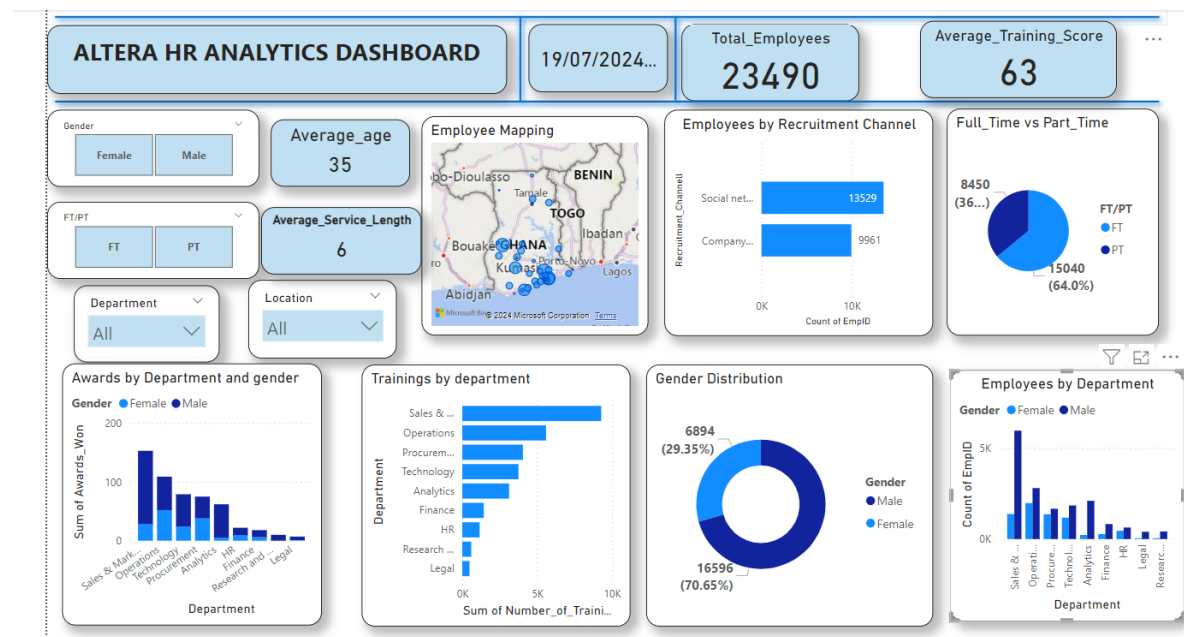 ALTERA HR ANALYTICS DASHBOARD
19/07/2024...
Total_Employees
23490
Average_Training_Score
63
Gender
Female
Male
Average_age
35
FT/PT
FT
PT
Average_Service_Length
6
Department
All
Location
All
Employee Mapping
bo-Dioulasso
BENIN
Tamale
TOGO
Ibadan
Bouaké
GHANA
Kumasi
Porto-Novo
Lagos
Abidjan
© 2024 Microsoft Corporation Terms
Employees by Recruitment Channel
Recruitment_Channell
Social net...
13529
Company...
9961
0K
10K
Count of EmpID
Full_Time vs Part_Time
8450
(36...)
15040
(64.0%)
FT/PT
FT
PT
Awards by Department and gender
Gender Female Male
Sum of Awards_Won
200
100
0
Sales & Mark...
Operations
Technology
Procurement
Analytics
HR
Finance
Research and ...
Legal
Department
Trainings by department
Department
Sales & ...
Operations
Procurem...
Technology
Analytics
Finance
HR
Research ...
Legal
0K
5K
10K
Sum of Number_of_Traini...
Gender Distribution
6894
(29.35%)
16596
(70.65%)
Gender
Male
Female
Employees by Department
Gender Female Male
Count of EmpID
5K
0K
Sales & ...
Operati...
Procure...
Technol...
Analytics
Finance
HR
Legal
Researc...
Department